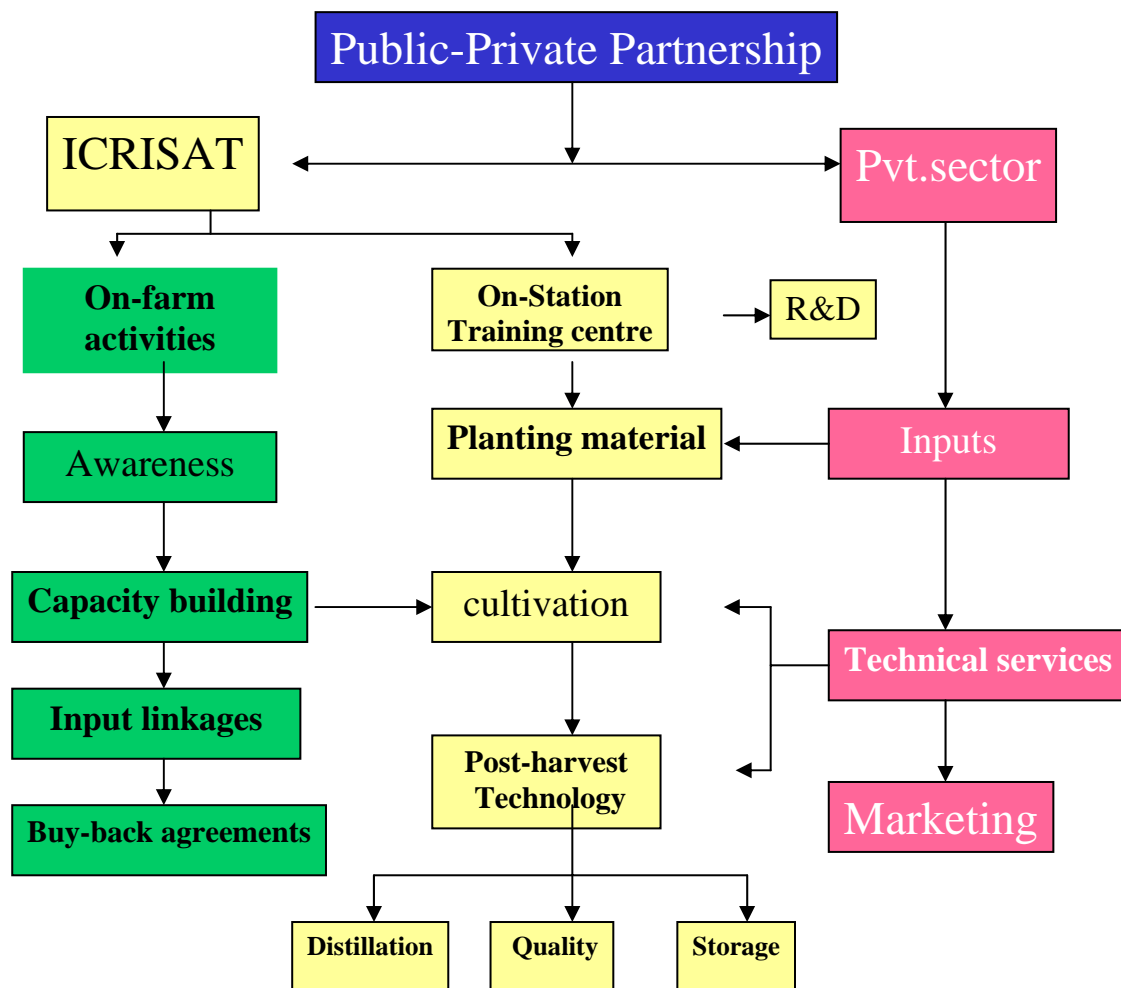 Public-Private Partnership
ICRISAT
Pvt.sector
On-farm
activities
On-Station
Training centre
R&D
Awareness
Planting material
Inputs
Capacity building
cultivation
Technical services
Input linkages
Post-harvest
Technology
Buy-back agreements
Marketing
Distillation
Quality
Storage